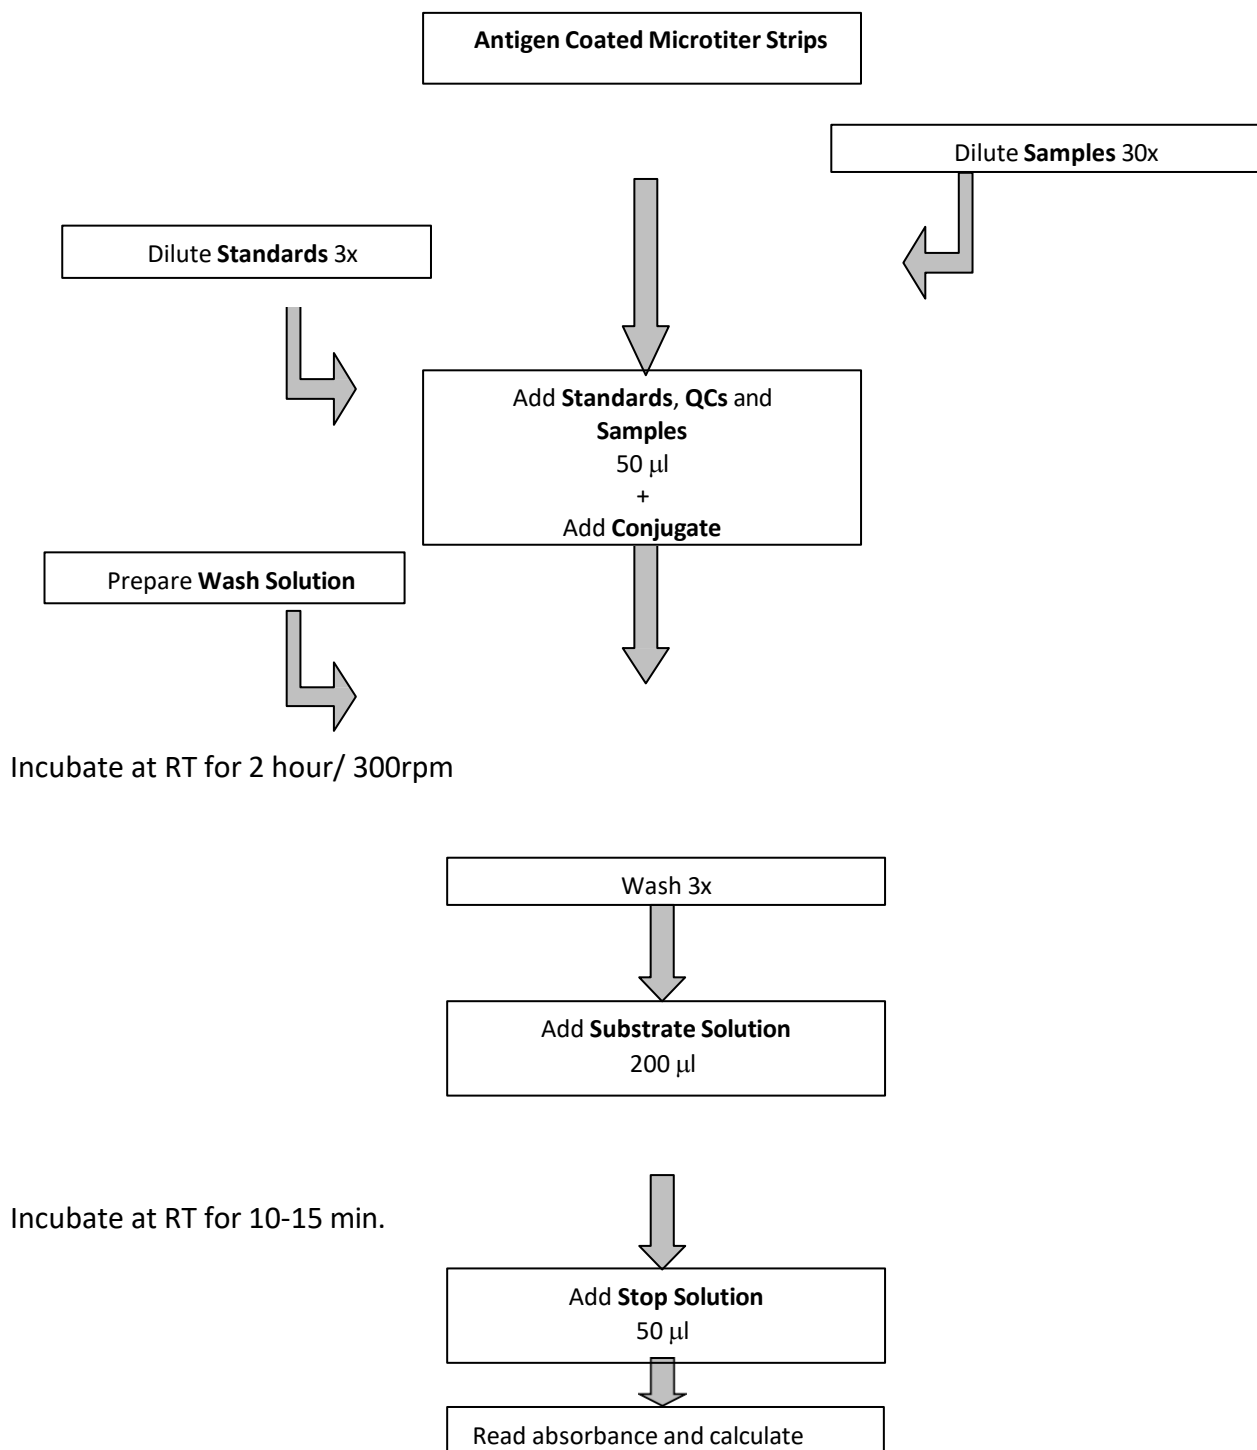 Antigen Coated Microtiter Strips
Dilute Samples 30x
Dilute Standards 3x
Add Standards, QCs and
Samples
50 μl
+
Add Conjugate
Prepare Wash Solution
Incubate at RT for 2 hour/ 300rpm
Wash 3x
Add Substrate Solution
200 μl
Incubate at RT for 10-15 min.
Add Stop Solution
50 μl
Read absorbance and calculate